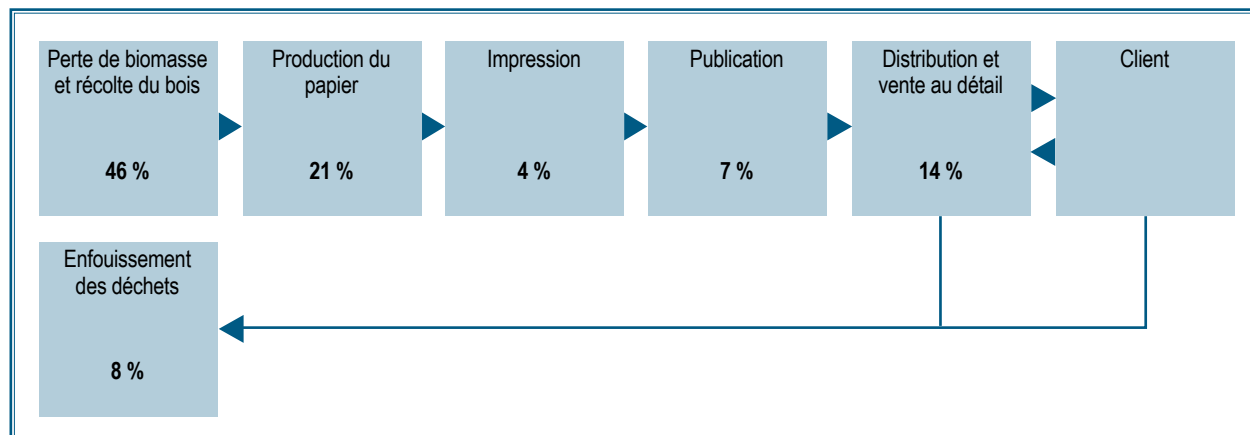 Perte de biomasse
et récolte du bois
46 %
Production du
papier
21 %
Impression
4 %
Publication
7 %
Distribution et
vente au détail
14 %
Client
Enfouissement
des déchets
8 %